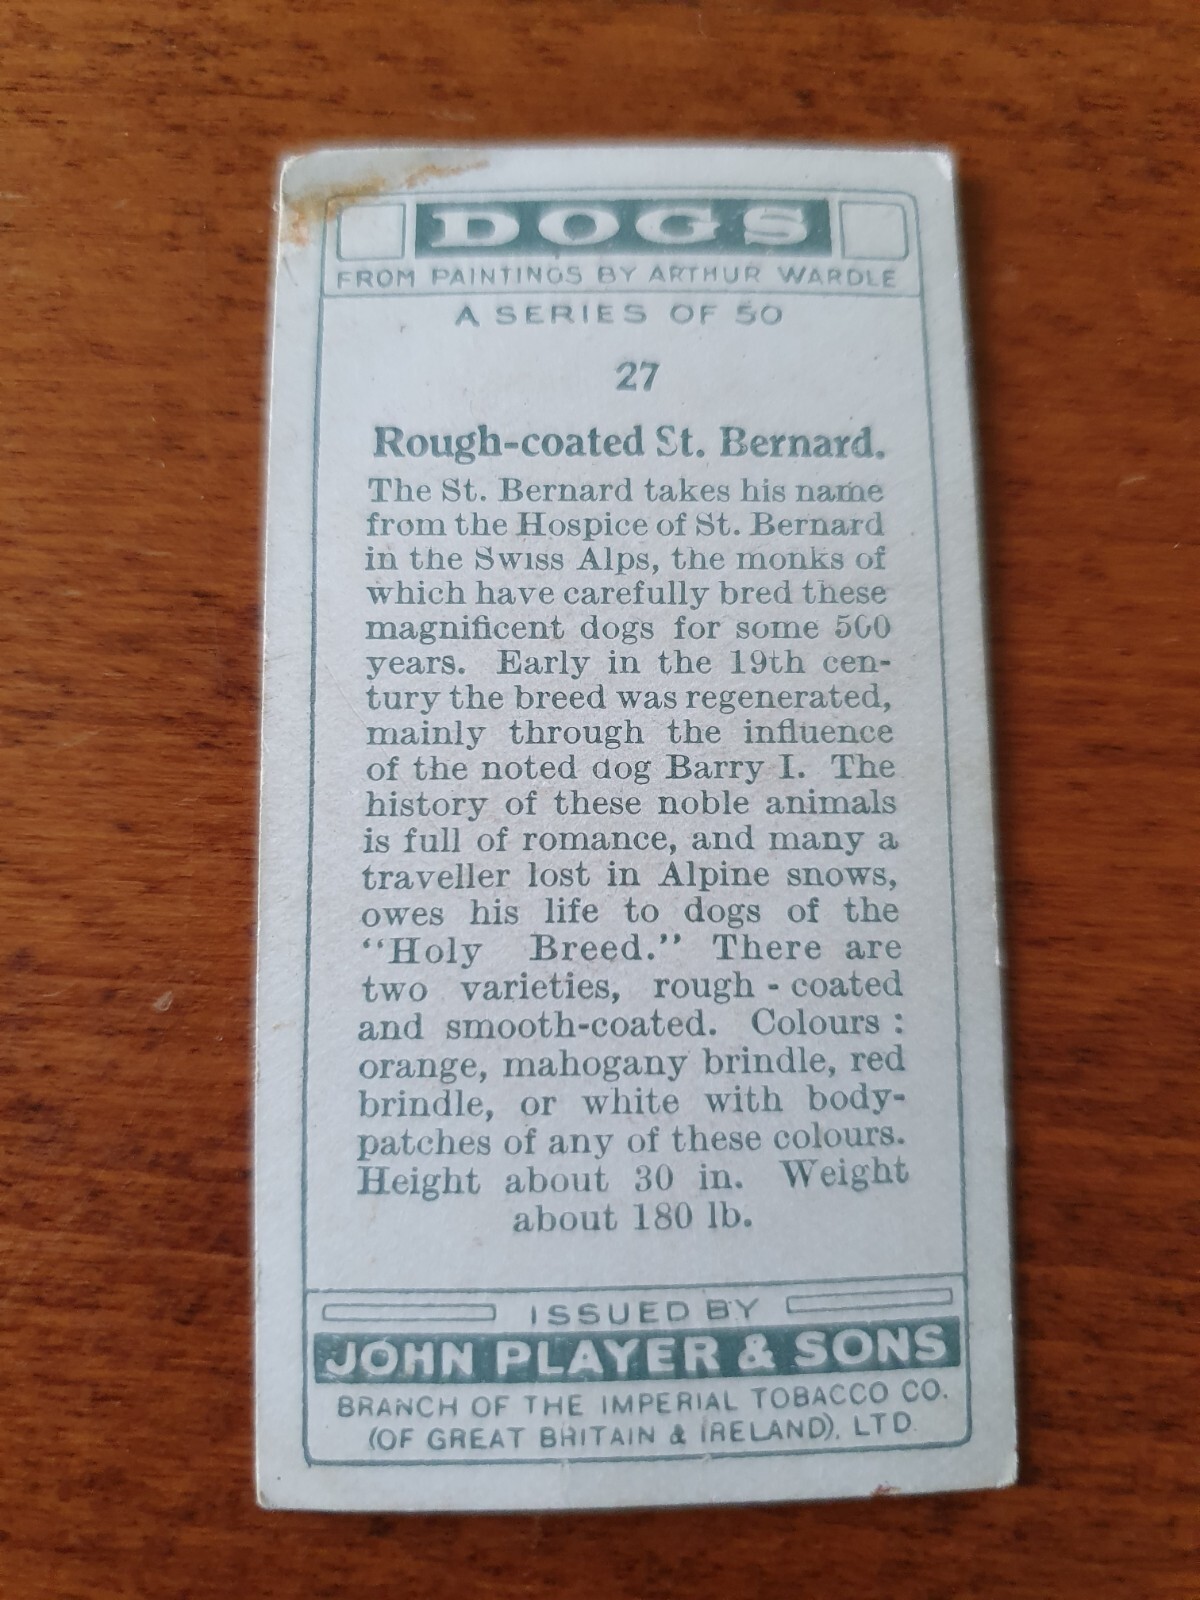 DOGS
FROM PAINTINGS BY ARTHUR WARDLE
A SERIES OF 50
27
Rough-coated St. Bernard.
The St. Bernard takes his name
from the Hospice of St. Bernard
in the Swiss Alps, the monks of
which have carefully bred these
magnificent dogs for some 500
years. Early in the 19th cen-
tury the breed was regenerated,
mainly through the influence
of the noted dog Barry I. The
history of these noble animals
is full of romance, and many a
traveller lost in Alpine snows,
owes his life to dogs of the
“Holy Breed.” There are
two varieties, rough - coated
and smooth-coated. Colours :
orange, mahogany brindle, red
brindle, or white with body-
patches of any of these colours.
Height about 30 in. Weight
about 180 lb.
ISSUED BY
JOHN PLAYER & SONS
BRANCH OF THE IMPERIAL TOBACCO CO.
(OF GREAT BRITAIN & IRELAND), LTD.